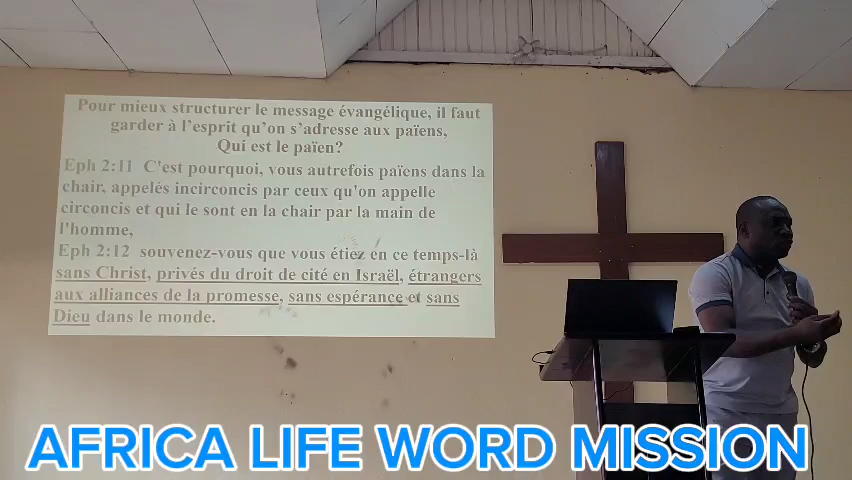 Pour mieux structurer le message évangélique, il faut
garder à l'esprit qu'on s'adresse aux païens,
Qui est le païen?
Eph 2:11 C'est pourquoi, vous autrefois païens dans la
chair, appelés incirconcis par ceux qu'on appelle
circoncis et qui le sont en la chair par la main de
l'homme,
Eph 2:12 souvenez-vous que vous étiez en ce temps-là
sans Christ, privés du droit de cité en Israël, étrangers
aux alliances de la promesse, sans espérance et sans
Dieu dans le monde.
AFRICA LIFE WORD MISSION